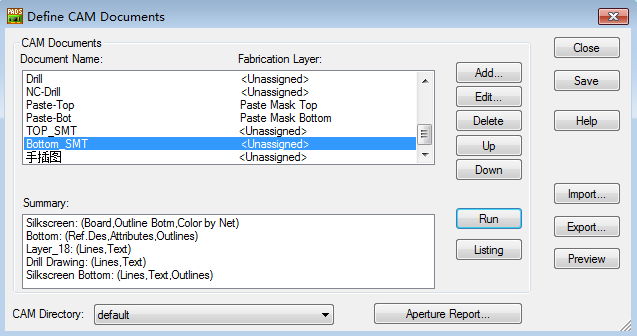 PADS
Define CAM Documents
CAM Documents
Document Name: Fabrication Layer:
Drill <Unassigned>
NC-Drill <Unassigned>
Paste-Top Paste Mask Top
Paste-Bot Paste Mask Bottom
TOP_SMT <Unassigned>
Bottom_SMT <Unassigned>
手插图 <Unassigned>
Add...
Edit...
Delete
Up
Down
Close
Save
Help
Summary:
Silkscreen: (Board,Outline Botm,Color by Net)
Bottom: (Ref.Des,Attributes,Outlines)
Layer_18: (Lines,Text)
Drill Drawing: (Lines,Text)
Silkscreen Bottom: (Lines,Text,Outlines)
Run
Listing
Import...
Export...
Preview
CAM Directory: default
Aperture Report...